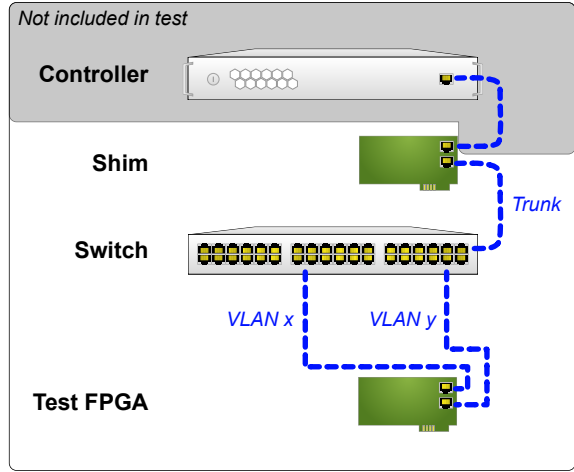 Not included in test
Controller
Shim
Trunk
Switch
VLAN x
VLAN y
Test FPGA